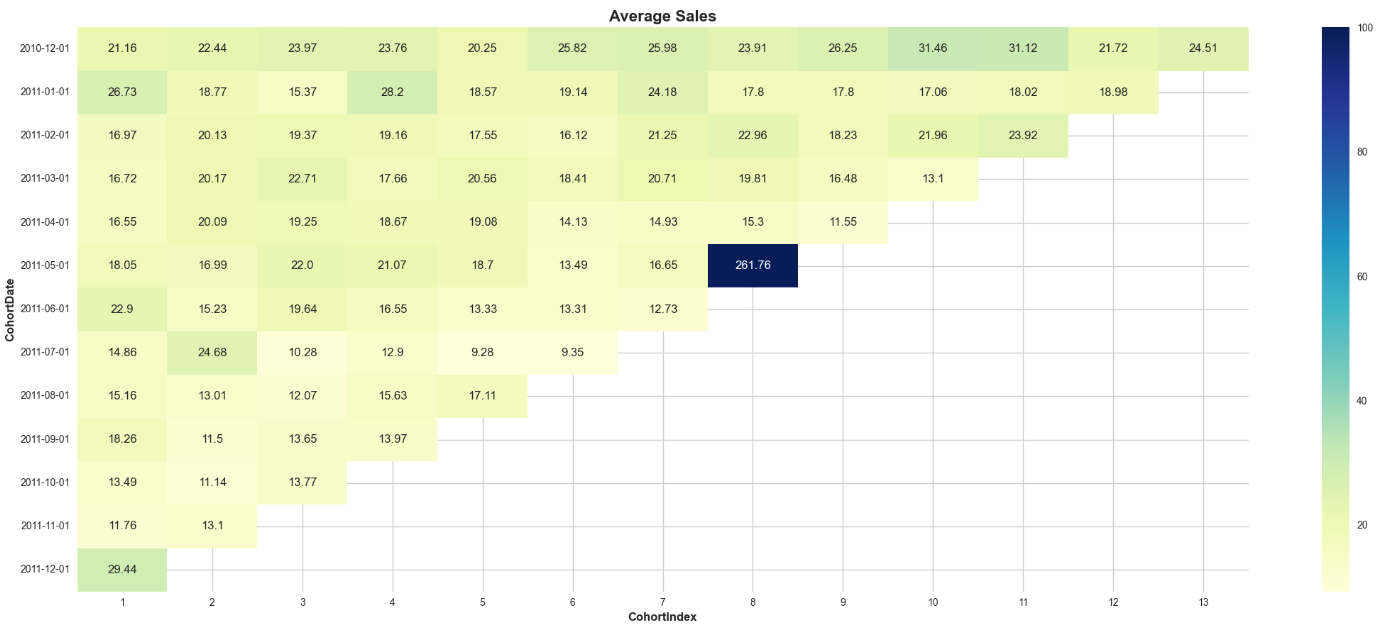 Average Sales
2010-12-01 21.16 22.44 23.97 23.76 20.25 25.82 25.98 23.91 26.25 31.46 31.12 21.72 24.51
2011-01-01 26.73 18.77 15.37 28.2 18.57 19.14 24.18 17.8 17.8 17.06 18.02 18.98
2011-02-01 16.97 20.13 19.37 19.16 17.55 16.12 21.25 22.96 18.23 21.96 23.92
2011-03-01 16.72 20.17 22.71 17.66 20.56 18.41 20.71 19.81 16.48 13.1
2011-04-01 16.55 20.09 19.25 18.67 19.08 14.13 14.93 15.3 11.55
2011-05-01 18.05 16.99 22.0 21.07 18.7 13.49 16.65 261.76
2011-06-01 22.9 15.23 19.64 16.55 13.33 13.31 12.73
2011-07-01 14.86 24.68 10.28 12.9 9.28 9.35
2011-08-01 15.16 13.01 12.07 15.63 17.11
2011-09-01 18.26 11.5 13.65 13.97
2011-10-01 13.49 11.14 13.77
2011-11-01 11.76 13.1
2011-12-01 29.44
1 2 3 4 5 6 7 8 9 10 11 12 13
CohortIndex
CohortDate
100
80
60
40
20